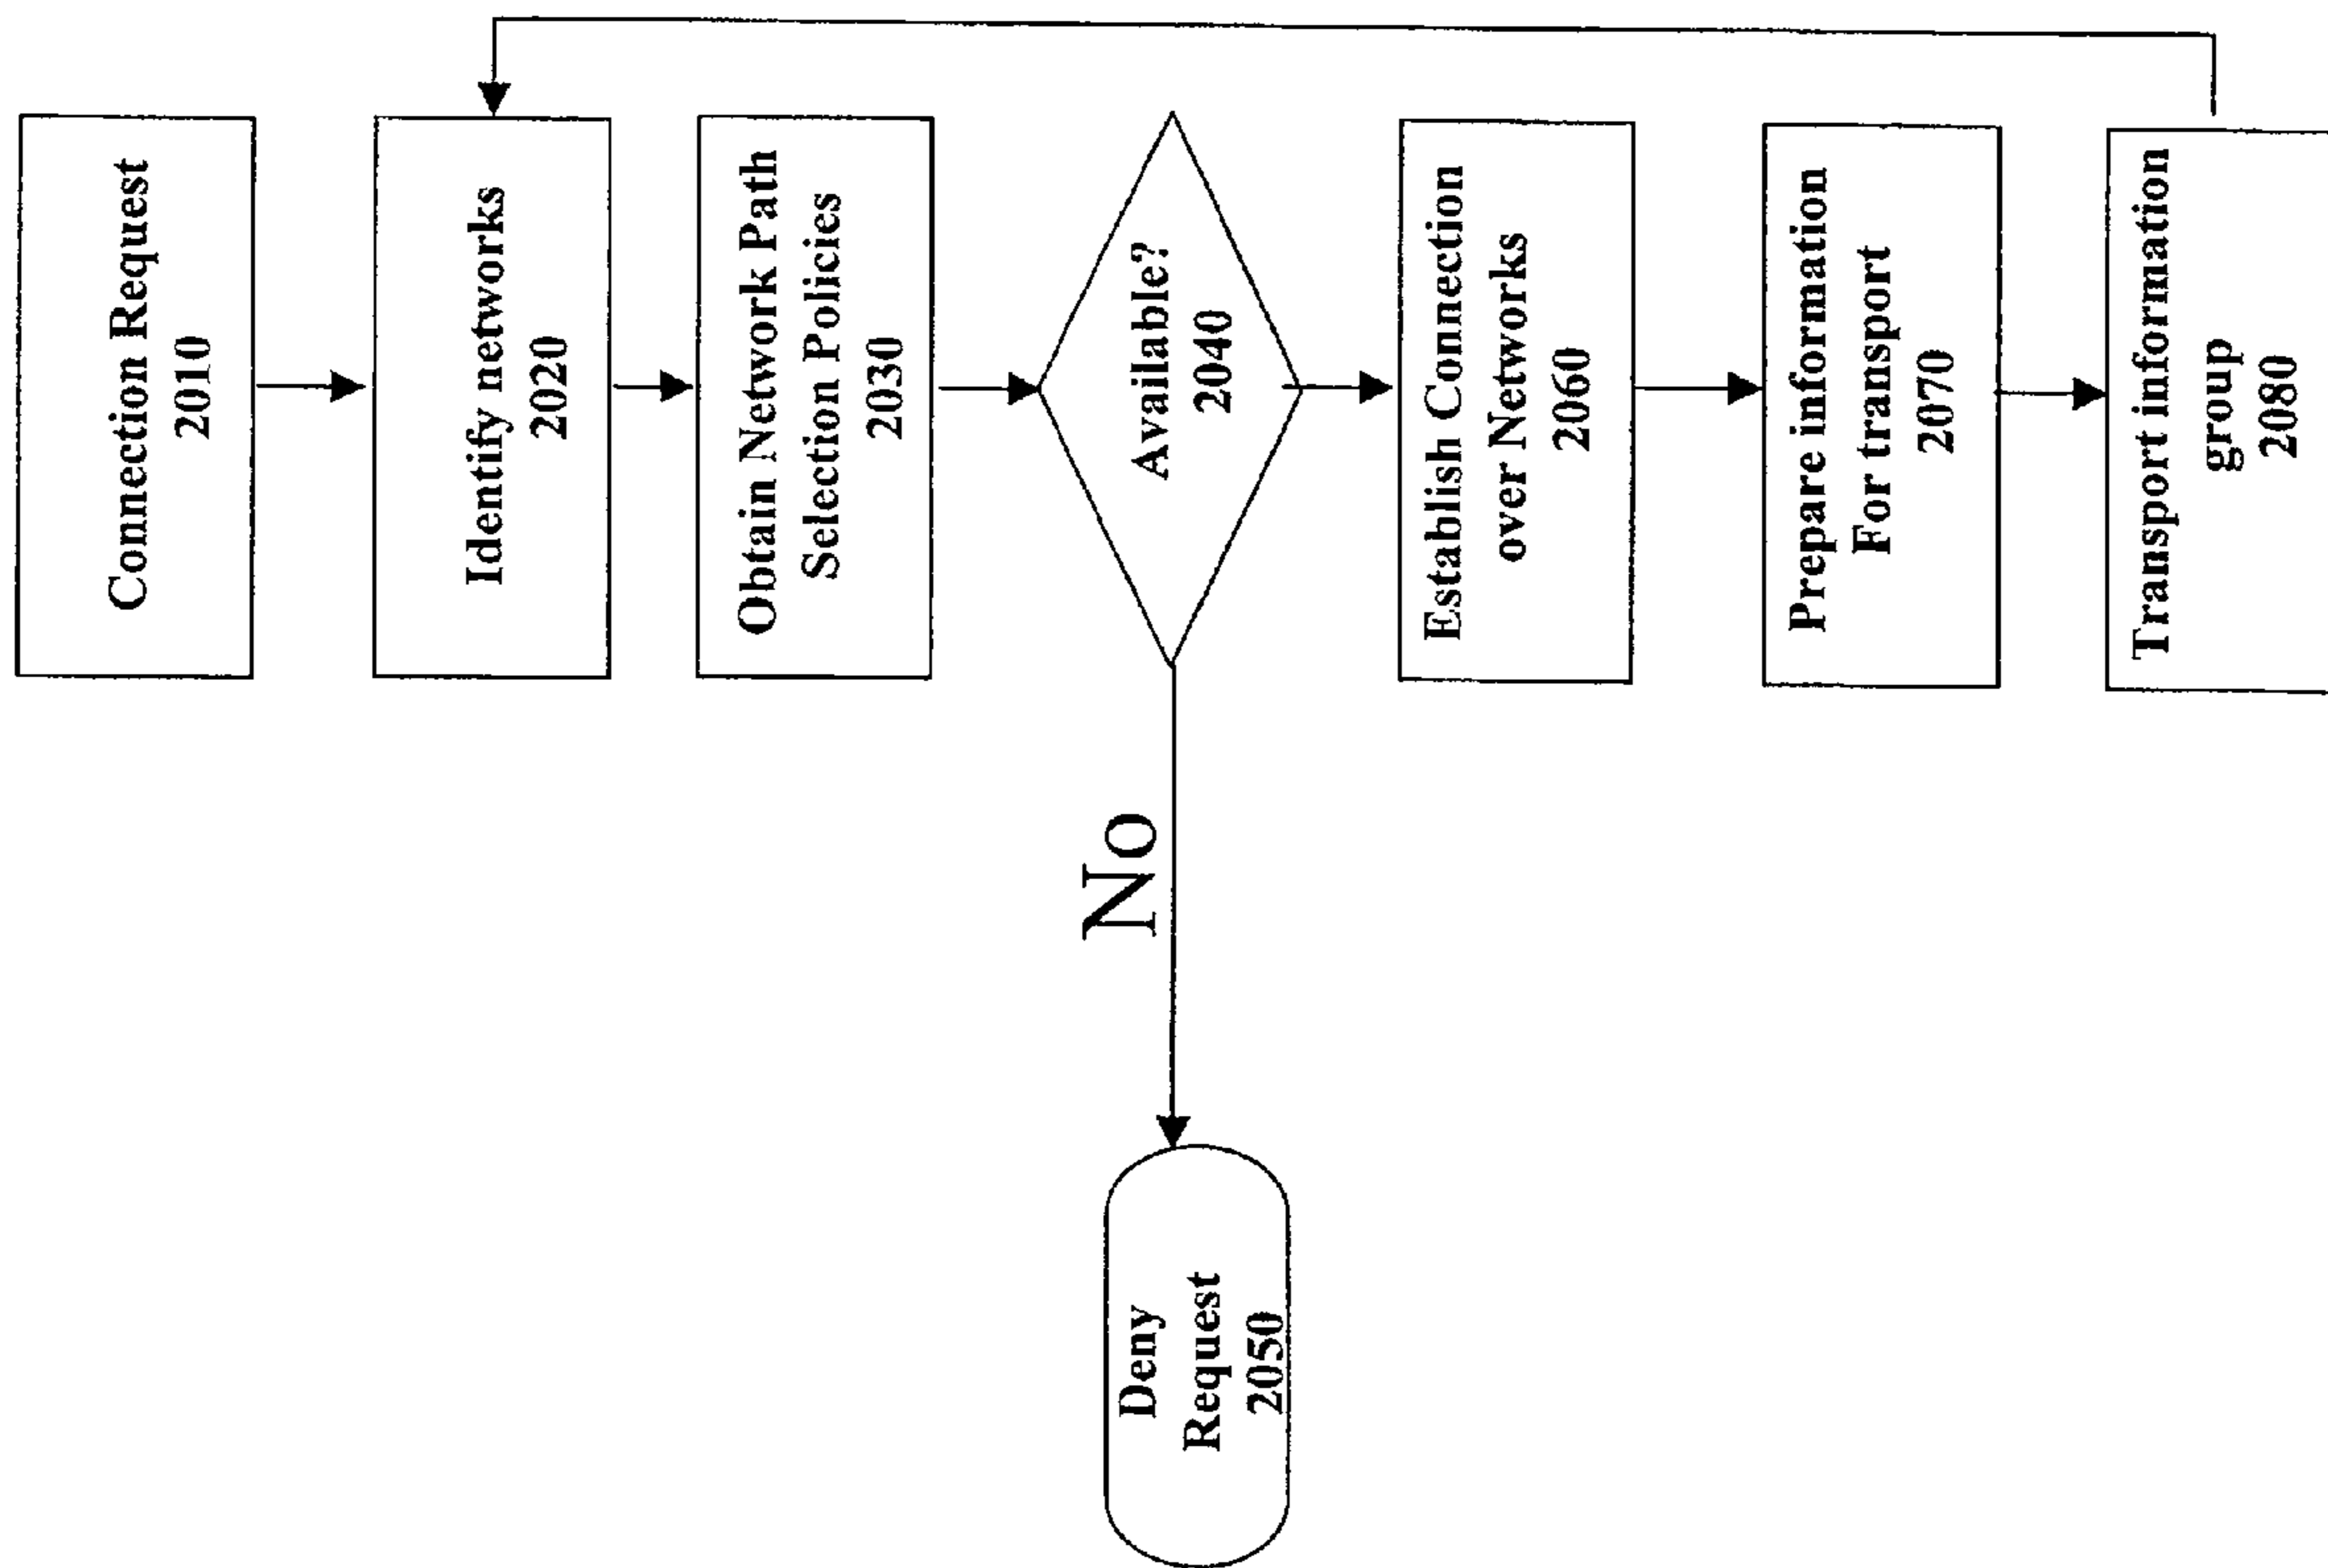 Connection Request
2010
Identify networks
2020
Obtain Network Path
Selection Policies
2030
Available?
2040
No
Deny
Request
2050
Establish Connection
over Networks
2060
Prepare information
For transport
2070
Transport information
group
2080